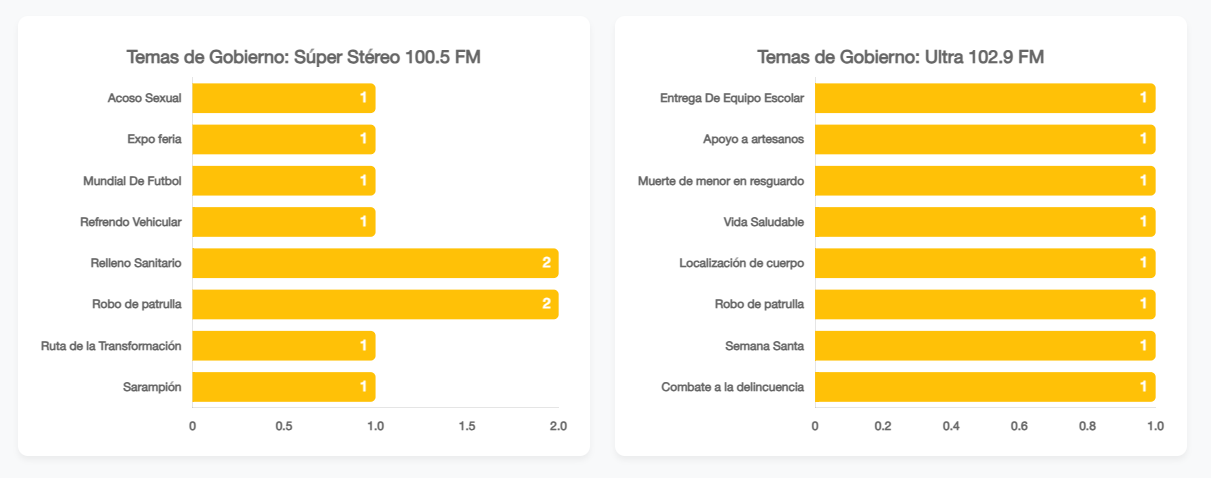 Temas de Gobierno: Súper Stéreo 100.5 FM
Acoso Sexual 1
Expo feria 1
Mundial De Futbol 1
Refrendo Vehicular 1
Relleno Sanitario 2
Robo de patrulla 2
Ruta de la Transformación 1
Sarampión 1
0 0.5 1.0 1.5 2.0
Temas de Gobierno: Ultra 102.9 FM
Entrega De Equipo Escolar 1
Apoyo a artesanos 1
Muerte de menor en resguardo 1
Vida Saludable 1
Localización de cuerpo 1
Robo de patrulla 1
Semana Santa 1
Combate a la delincuencia 1
0 0.2 0.4 0.6 0.8 1.0